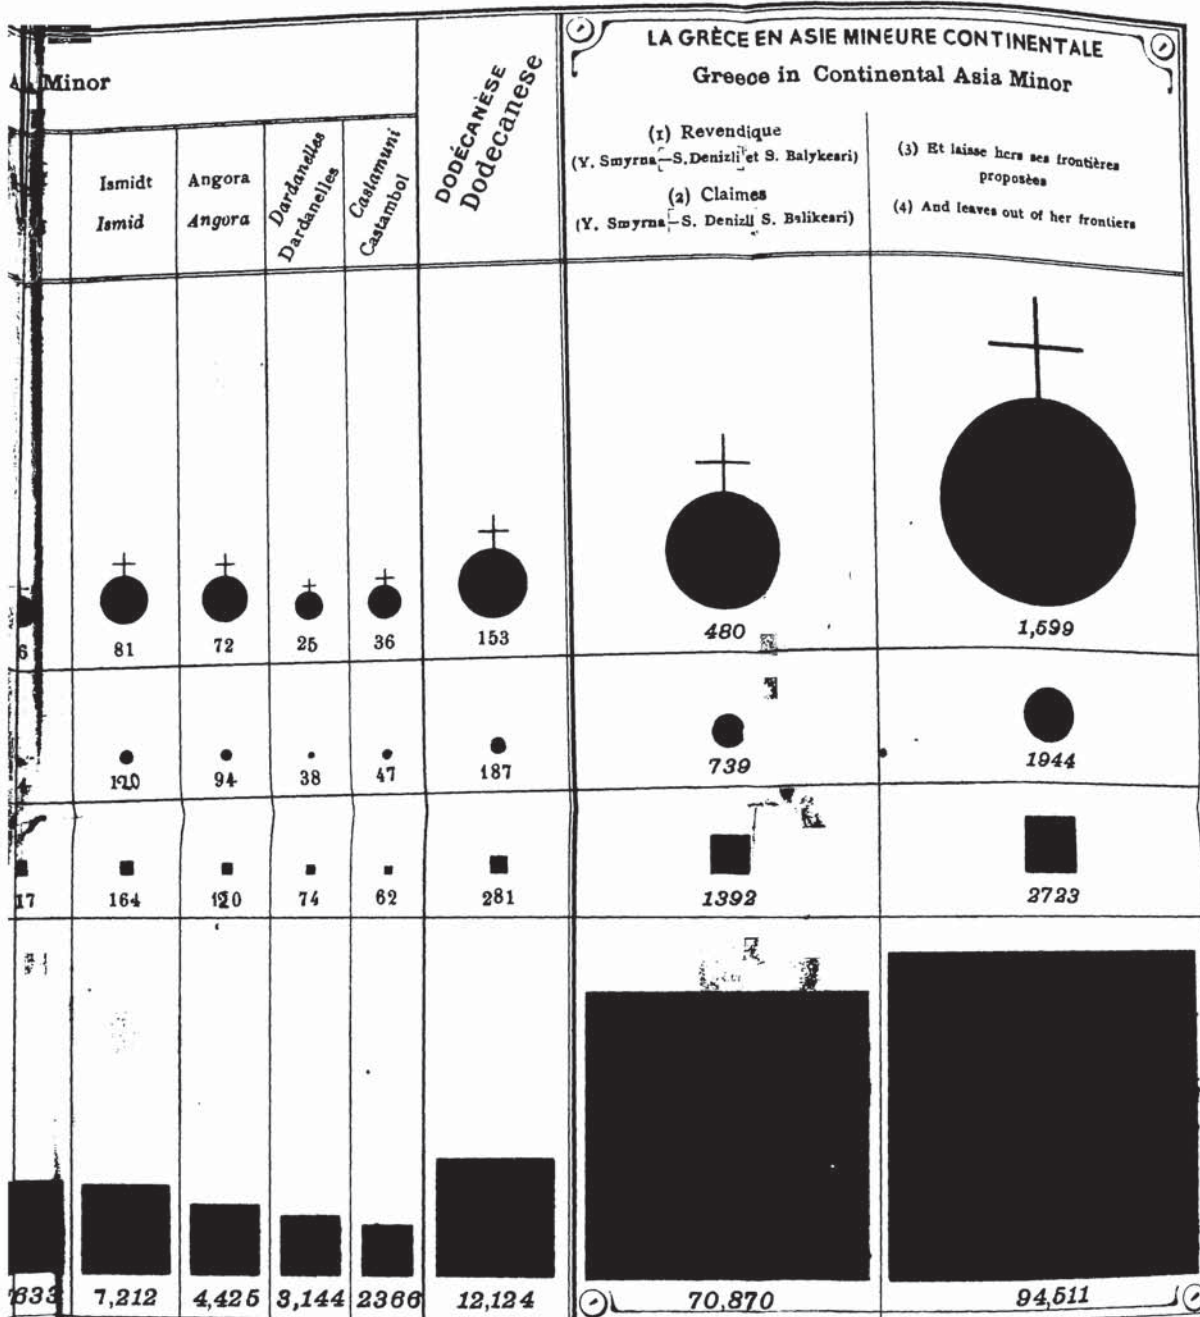 Minor
Ismidt
Ismid
Angora
Angora
Dardanelles
Dardanelles
Castamuni
Castambol
DODÉCANÈSE
Dodecanese
LA GRÈCE EN ASIE MINEURE CONTINENTALE
Greece in Continental Asia Minor
(1) Revendique
(Y. Smyrna–S. Denizli et S. Balykesri)
(2) Claimes
(Y. Smyrna–S. Denizli S. Balikesri)
(3) Et laisse hers ses frontières
proposèes
(4) And leaves out of her frontiers
6 81 72 25 36 153 480 1,599
120 94 38 47 187 739 1944
17 164 120 74 62 281 1392 2723
633 7,212 4,425 3,144 2366 12,124 70,870 94,511